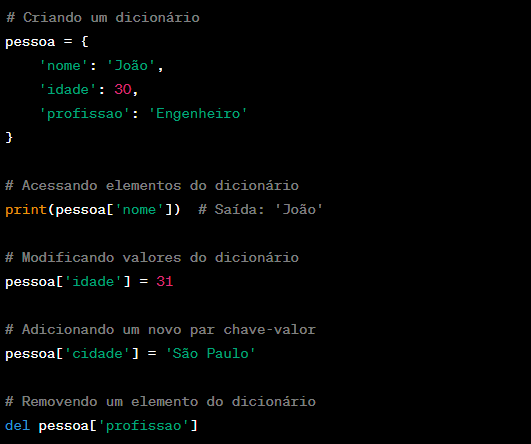 # Criando um dicionário
pessoa = {
    'nome': 'João',
    'idade': 30,
    'profissao': 'Engenheiro'
}

# Acessando elementos do dicionário
print(pessoa['nome'])  # Saída: 'João'

# Modificando valores do dicionário
pessoa['idade'] = 31

# Adicionando um novo par chave-valor
pessoa['cidade'] = 'São Paulo'

# Removendo um elemento do dicionário
del pessoa['profissao']